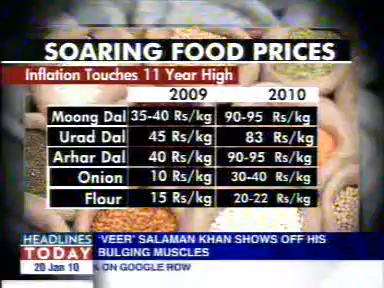 SOARING FOOD PRICES
Inflation Touches 11 Year High
2009 2010
Moong Dal 35-40 Rs/kg 90-95 Rs/kg
Urad Dal 45 Rs/kg 83 Rs/kg
Arhar Dal 40 Rs/kg 90-95 Rs/kg
Onion 10 Rs/kg 30-40 Rs/kg
Flour 15 Rs/kg 20-22 Rs/kg
HEADLINES
TODAY
'VEER' SALAMAN KHAN SHOWS OFF HIS
BULGING MUSCLES
20 Jan 10
ON GOOGLE ROW